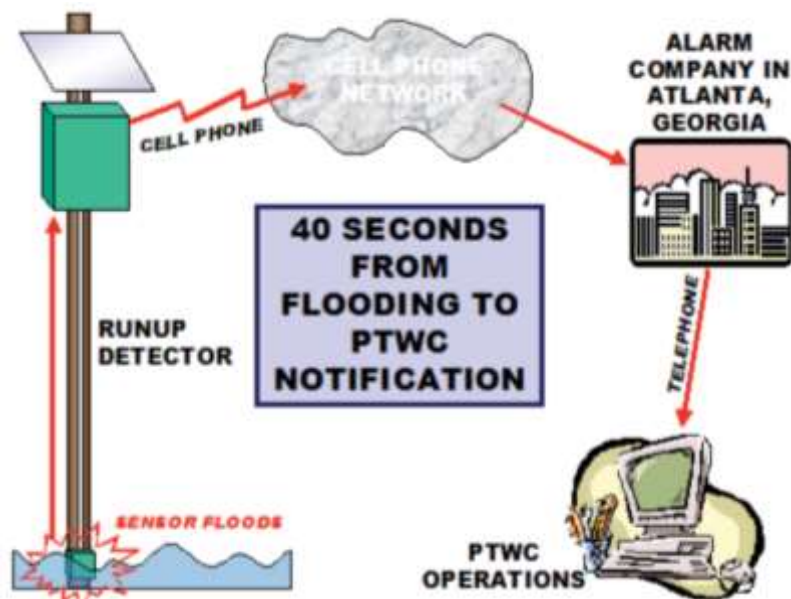 CELL PHONE
NETWORK
ALARM
COMPANY IN
ATLANTA,
GEORGIA
CELL PHONE
40 SECONDS
FROM
FLOODING TO
PTWC
NOTIFICATION
RUNUP
DETECTOR
TELEPHONE
SENSOR FLOODS
PTWC
OPERATIONS